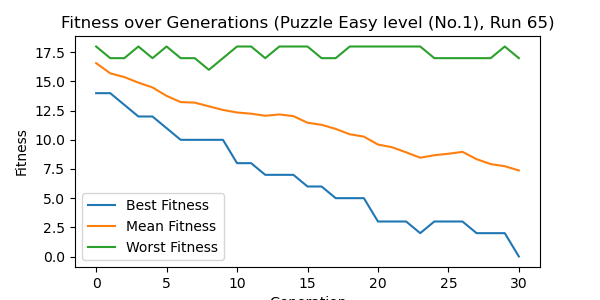 Fitness over Generations (Puzzle Easy level (No.1), Run 65)
Fitness
17.5
15.0
12.5
10.0
7.5
5.0
2.5
0.0
Best Fitness
Mean Fitness
Worst Fitness
0 5 10 15 20 25 30
Generation